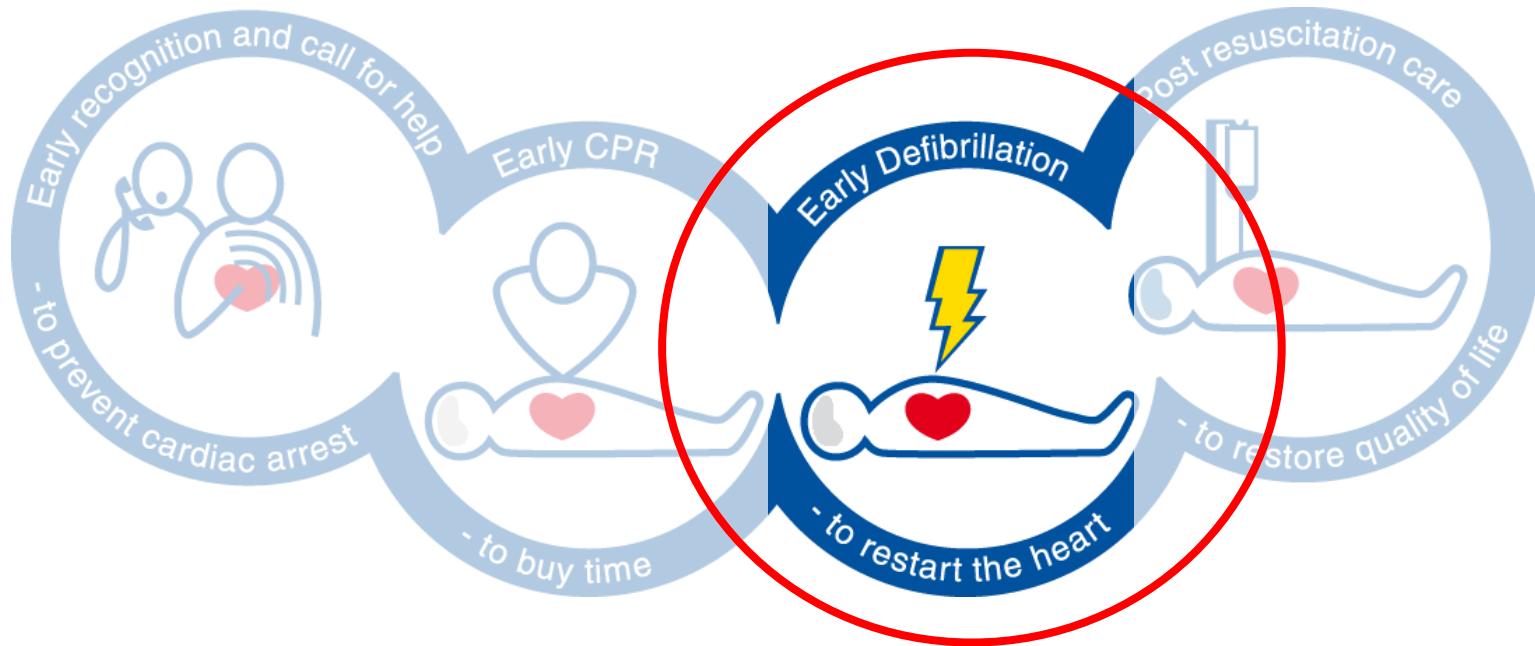 Early recognition and call for help
- to prevent cardiac arrest
Early CPR
- to buy time
Early Defibrillation
- to restart the heart
Post resuscitation care
- to restore quality of life